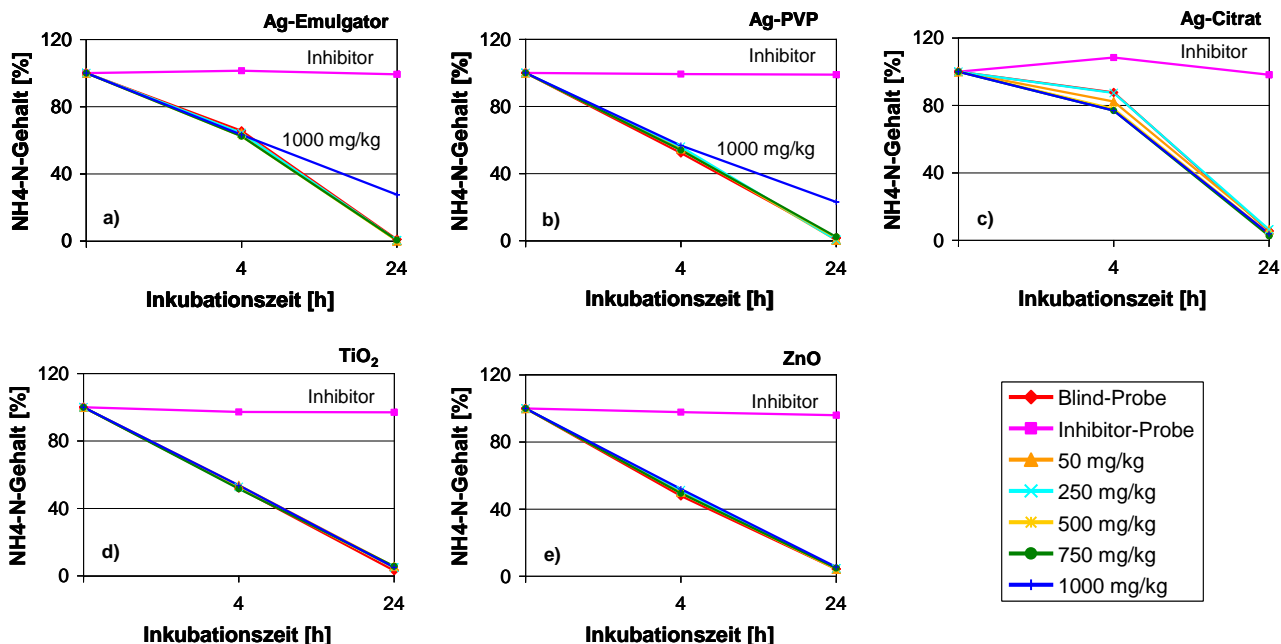 Ag-Emulgator
NH4-N-Gehalt [%]
120
80
40
0
Inhibitor
1000 mg/kg
a)
4
24
Inkubationszeit [h]
Ag-PVP
NH4-N-Gehalt [%]
120
80
40
0
Inhibitor
1000 mg/kg
b)
4
24
Inkubationszeit [h]
Ag-Citrat
NH4-N-Gehalt [%]
120
80
40
0
Inhibitor
c)
4
24
Inkubationszeit [h]
TiO₂
NH4-N-Gehalt [%]
120
80
40
0
Inhibitor
d)
4
24
Inkubationszeit [h]
ZnO
NH4-N-Gehalt [%]
120
80
40
0
Inhibitor
e)
4
24
Inkubationszeit [h]
Blind-Probe
Inhibitor-Probe
50 mg/kg
250 mg/kg
500 mg/kg
750 mg/kg
1000 mg/kg